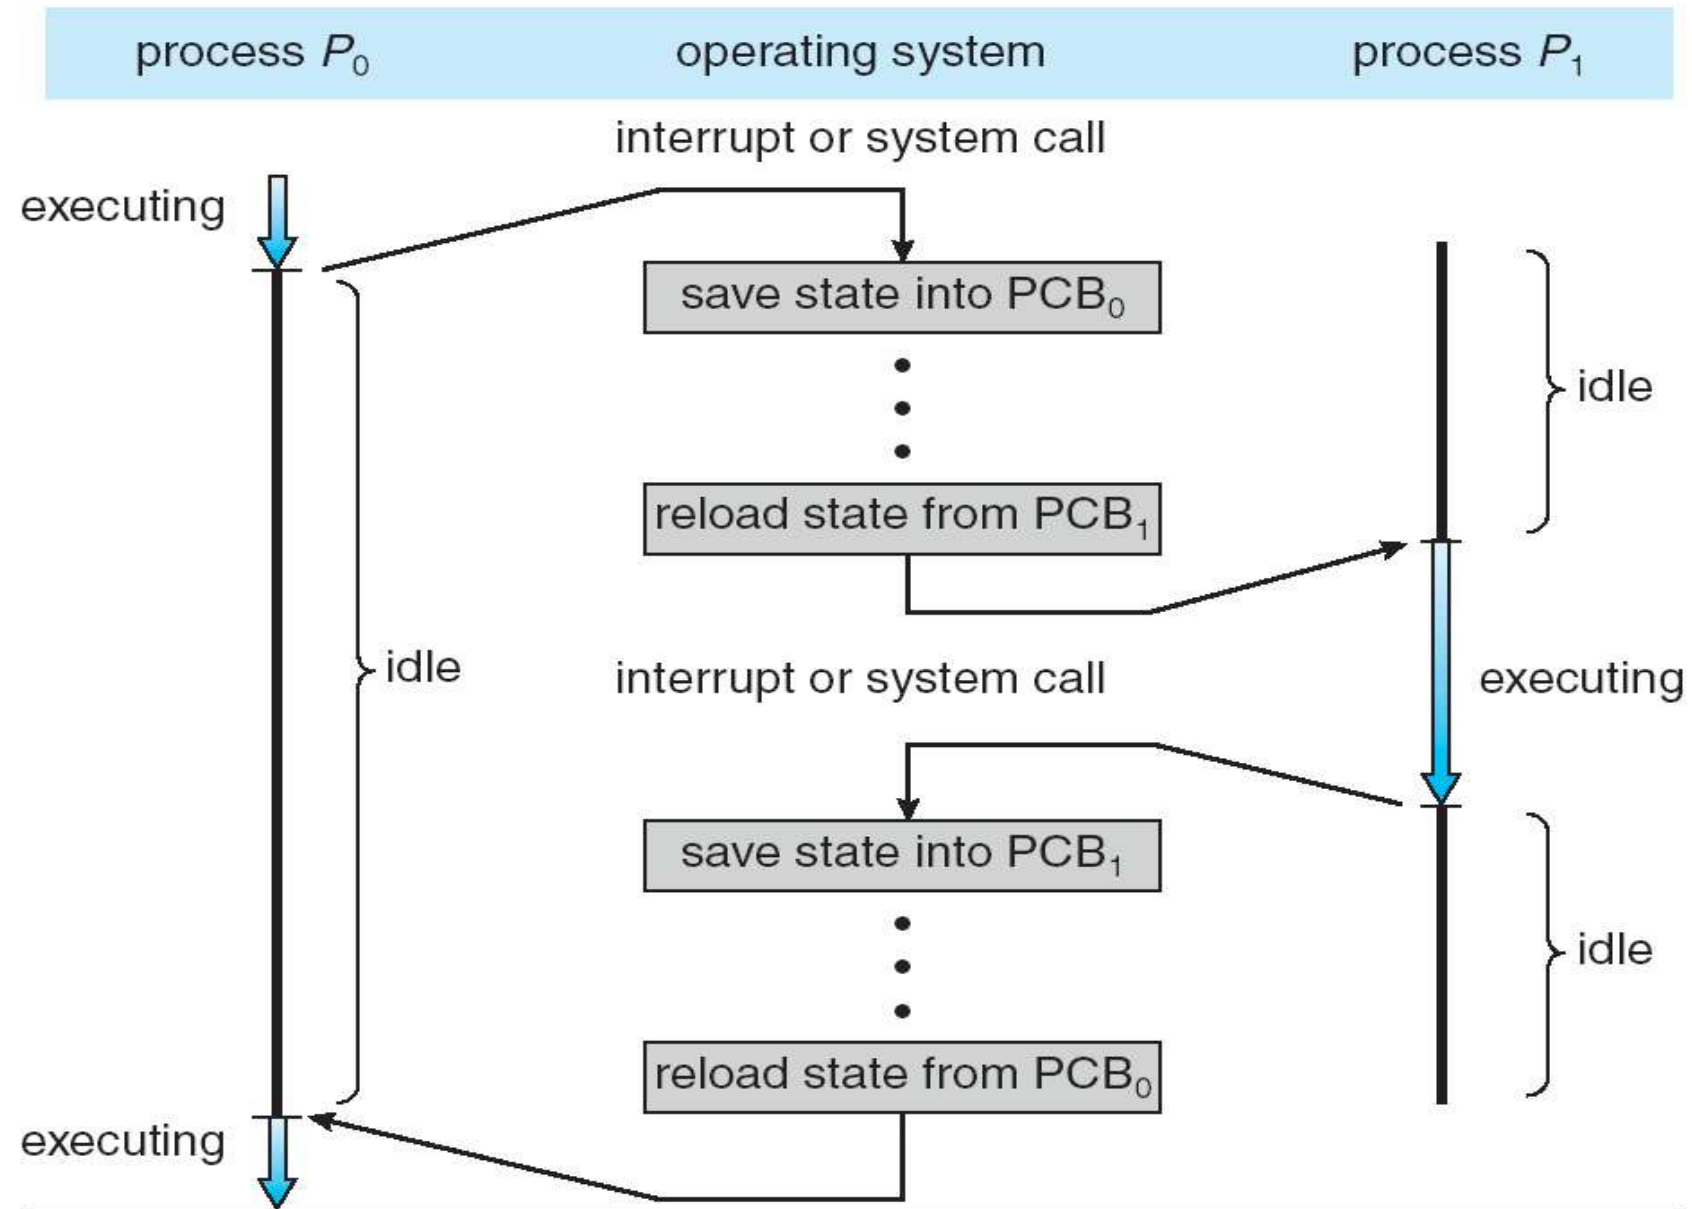 process P₀ operating system process P₁
interrupt or system call
executing
save state into PCB₀
idle
reload state from PCB₁
idle
interrupt or system call
executing
save state into PCB₁
idle
reload state from PCB₀
executing